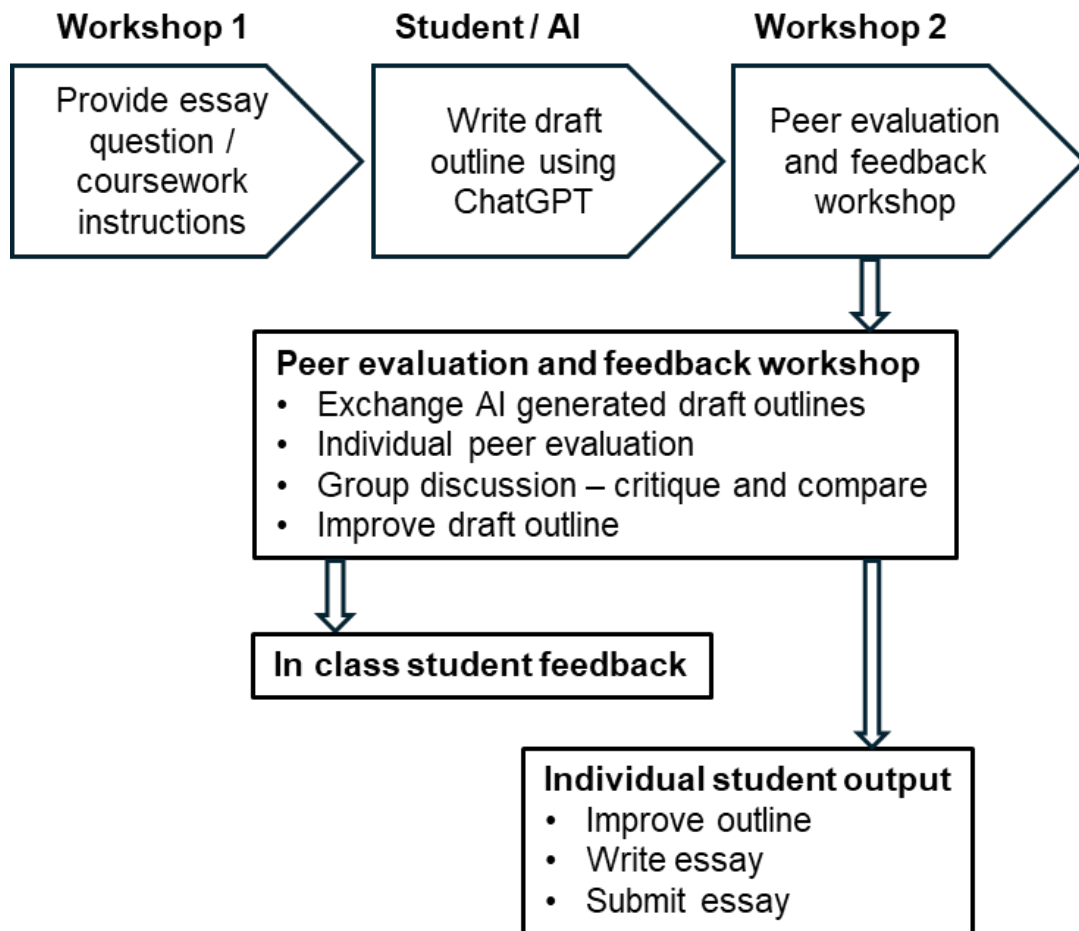 Workshop 1
Student / AI
Workshop 2
Provide essay
question /
coursework
instructions
Write draft
outline using
ChatGPT
Peer evaluation
and feedback
workshop
Peer evaluation and feedback workshop
• Exchange AI generated draft outlines
• Individual peer evaluation
• Group discussion – critique and compare
• Improve draft outline
In class student feedback
Individual student output
• Improve outline
• Write essay
• Submit essay